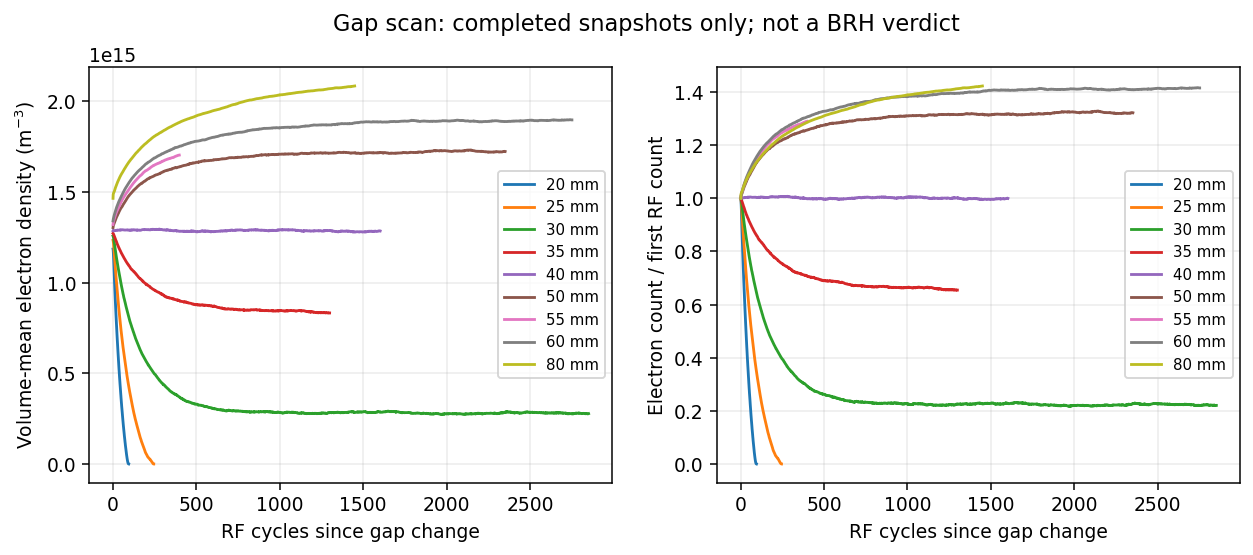 Gap scan: completed snapshots only; not a BRH verdict
1e15
Volume-mean electron density (m⁻³)
2.0
1.5
1.0
0.5
0.0
0 500 1000 1500 2000 2500
RF cycles since gap change
20 mm
25 mm
30 mm
35 mm
40 mm
50 mm
55 mm
60 mm
80 mm
Electron count / first RF count
1.4
1.2
1.0
0.8
0.6
0.4
0.2
0.0
0 500 1000 1500 2000 2500
RF cycles since gap change
20 mm
25 mm
30 mm
35 mm
40 mm
50 mm
55 mm
60 mm
80 mm